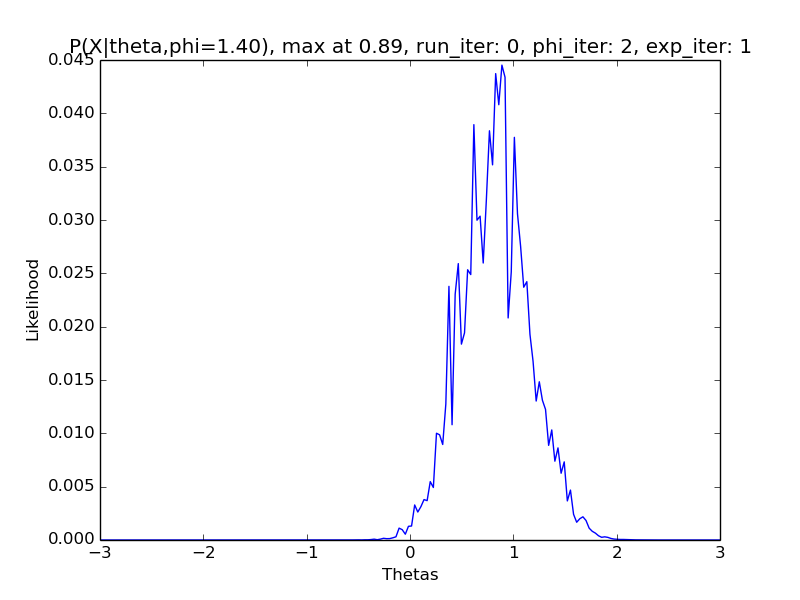 P(X|theta,phi=1.40), max at 0.89, run_iter: 0, phi_iter: 2, exp_iter: 1
0.045
0.040
0.035
0.030
0.025
0.020
0.015
0.010
0.005
0.000
Likelihood
−3 −2 −1 0 1 2 3
Thetas